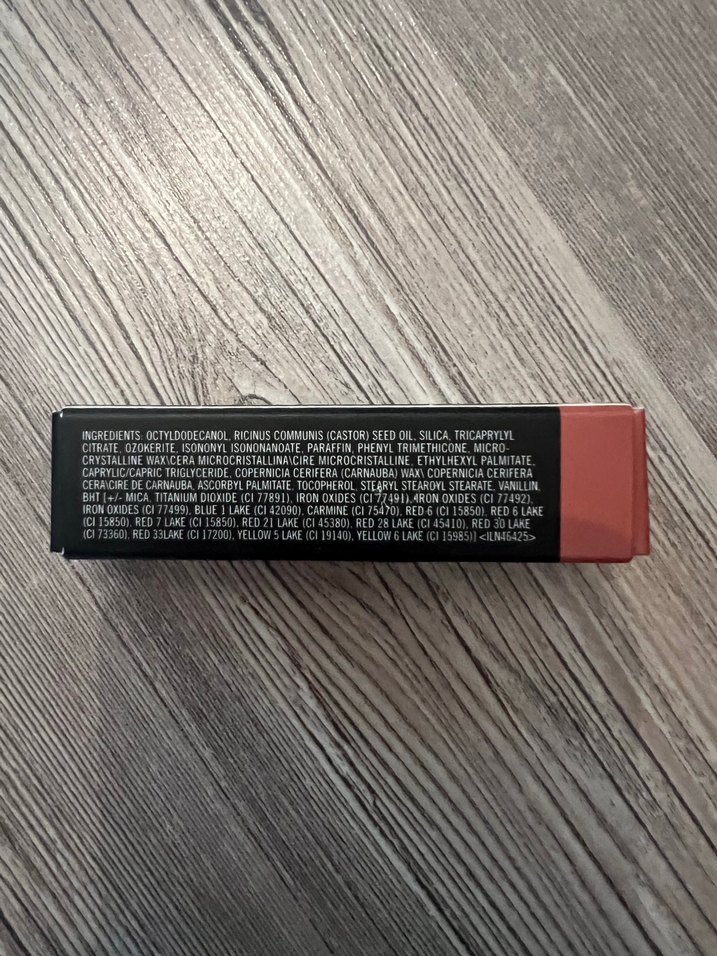 INGREDIENTS: OCTYLDODECANOL, RICINUS COMMUNIS (CASTOR) SEED OIL, SILICA, TRICAPRYLYL
CITRATE, OZOKERITE, ISONONYL ISONONANOATE, PARAFFIN, PHENYL TRIMETHICONE, MICRO-
CRYSTALLINE WAX\CERA MICROCRISTALLINA\CIRE MICROCRISTALLINE, ETHYLHEXYL PALMITATE,
CAPRYLIC/CAPRIC TRIGLYCERIDE, COPERNICIA CERIFERA (CARNAUBA) WAX\ COPERNICIA CERIFERA
CERA\CIRE DE CARNAUBA, ASCORBYL PALMITATE, TOCOPHEROL, STEARYL STEAROYL STEARATE, VANILLIN,
BHT [+/- MICA, TITANIUM DIOXIDE (CI 77891), IRON OXIDES (CI 77491), IRON OXIDES (CI 77492),
IRON OXIDES (CI 77499), BLUE 1 LAKE (CI 42090), CARMINE (CI 75470), RED 6 (CI 15850), RED 6 LAKE
(CI 15850), RED 7 LAKE (CI 15850), RED 21 LAKE (CI 45380), RED 28 LAKE (CI 45410), RED 30 LAKE
(CI 73360), RED 33LAKE (CI 17200), YELLOW 5 LAKE (CI 19140), YELLOW 6 LAKE (CI 15985)] <ILN46425>